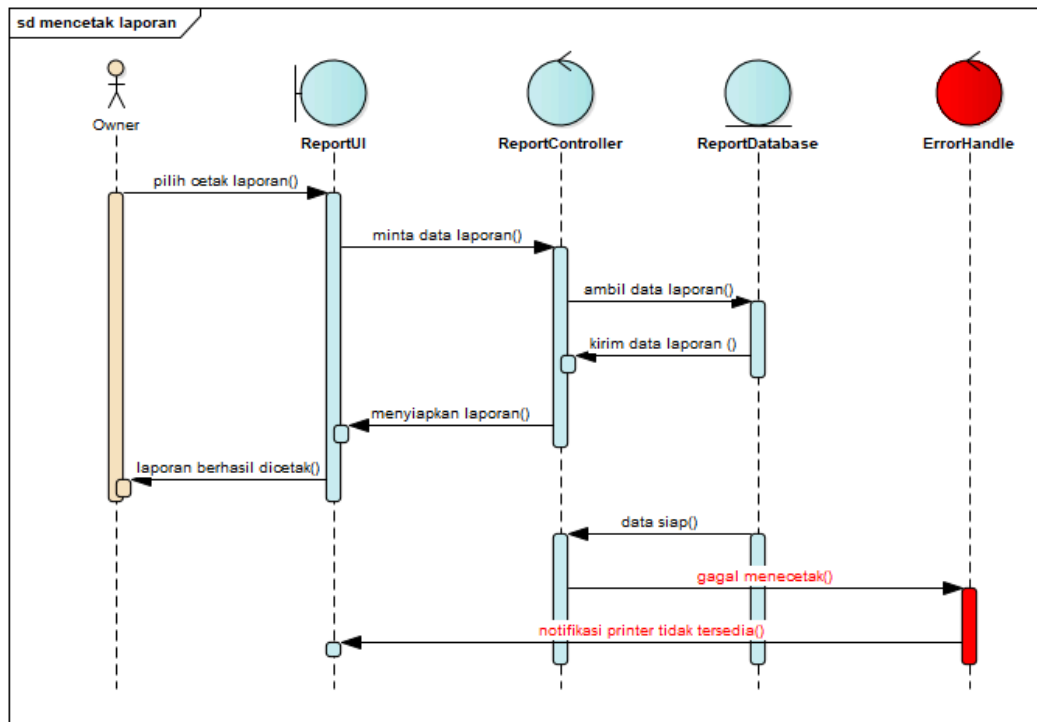 sd mencetak laporan
Owner
ReportUI
ReportController
ReportDatabase
ErrorHandle
pilih cetak laporan()
minta data laporan()
ambil data laporan()
kirim data laporan ()
menyiapkan laporan()
laporan berhasil dicetak()
data siap()
gagal menecetak()
notifikasi printer tidak tersedia()